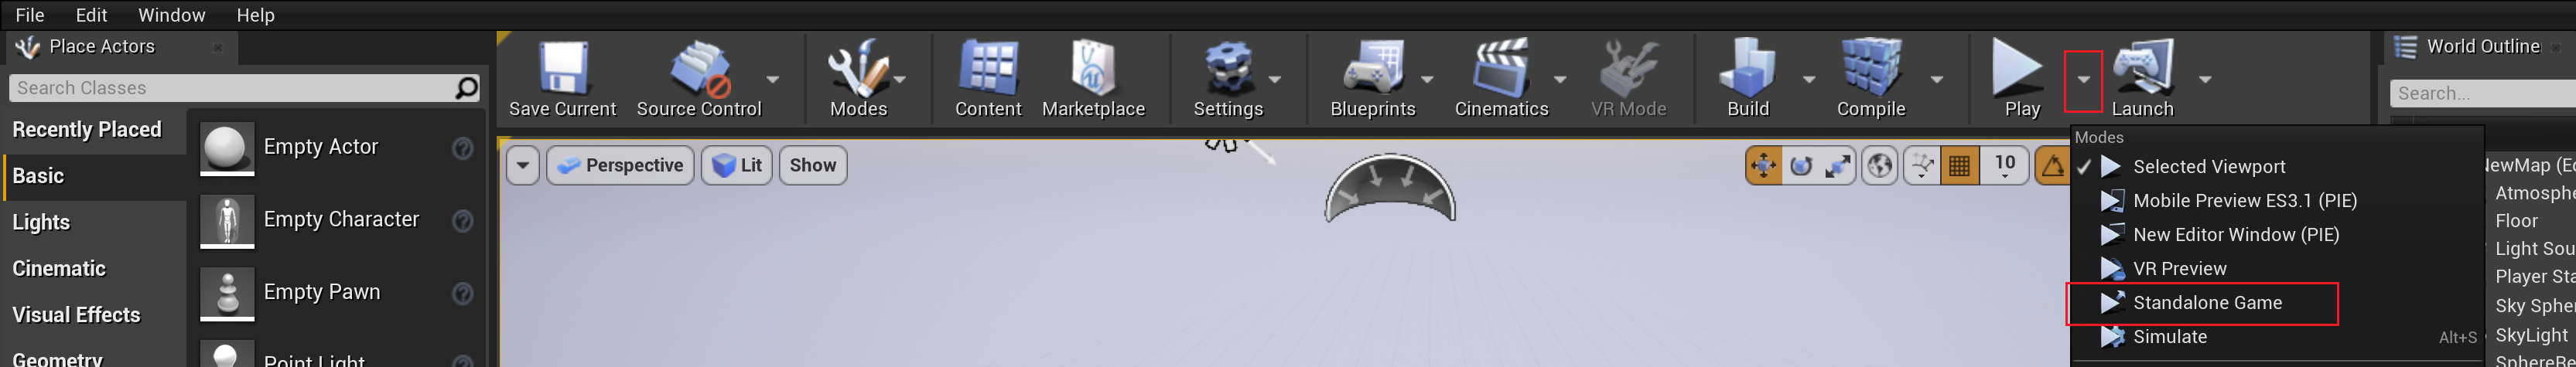 File Edit Window Help
Place Actors
World Outline
Search Classes
Save Current Source Control Modes Content Marketplace Settings Blueprints Cinematics VR Mode Build Compile Play Launch
Search...
Recently Placed
Basic
Lights
Cinematic
Visual Effects
Geometry
Empty Actor
Empty Character
Empty Pawn
Point Light
Perspective Lit Show
10
Modes
Selected Viewport
Mobile Preview ES3.1 (PIE)
New Editor Window (PIE)
VR Preview
Standalone Game
Simulate Alt+S
NewMap (Ed
Atmosphe
Floor
Light Sou
Player Sta
Sky Spher
SkyLight
SphereRe